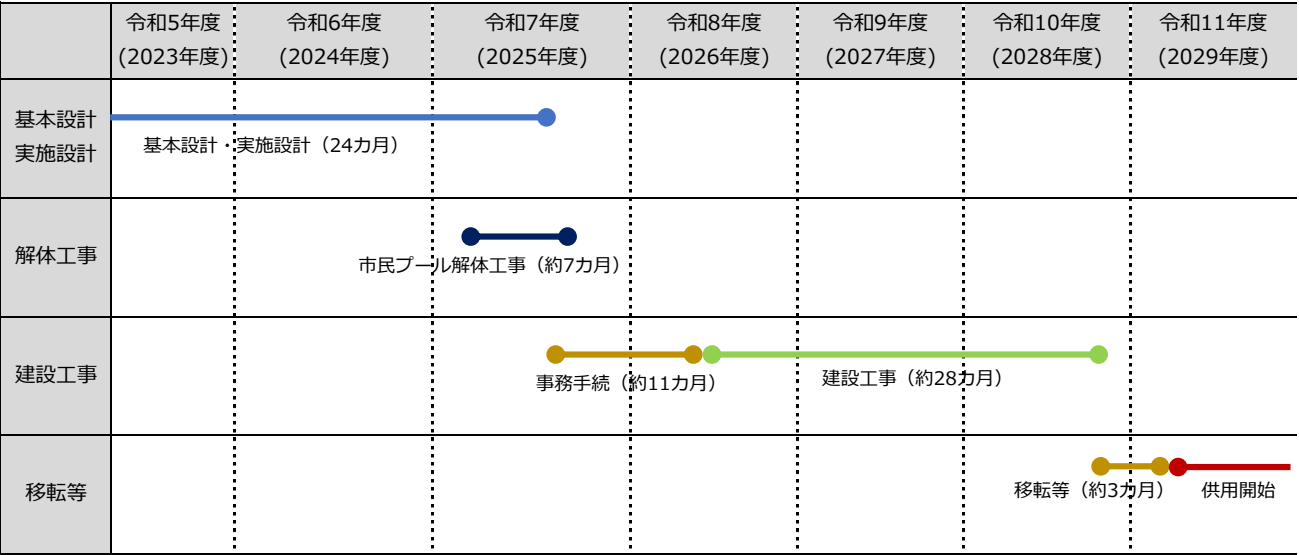 令和5年度
(2023年度)
令和6年度
(2024年度)
令和7年度
(2025年度)
令和8年度
(2026年度)
令和9年度
(2027年度)
令和10年度
(2028年度)
令和11年度
(2029年度)
基本設計
実施設計
基本設計・実施設計（24カ月）
解体工事
市民プール解体工事（約7カ月）
建設工事
事務手続（約11カ月）
建設工事（約28カ月）
移転等
移転等（約3カ月）
供用開始